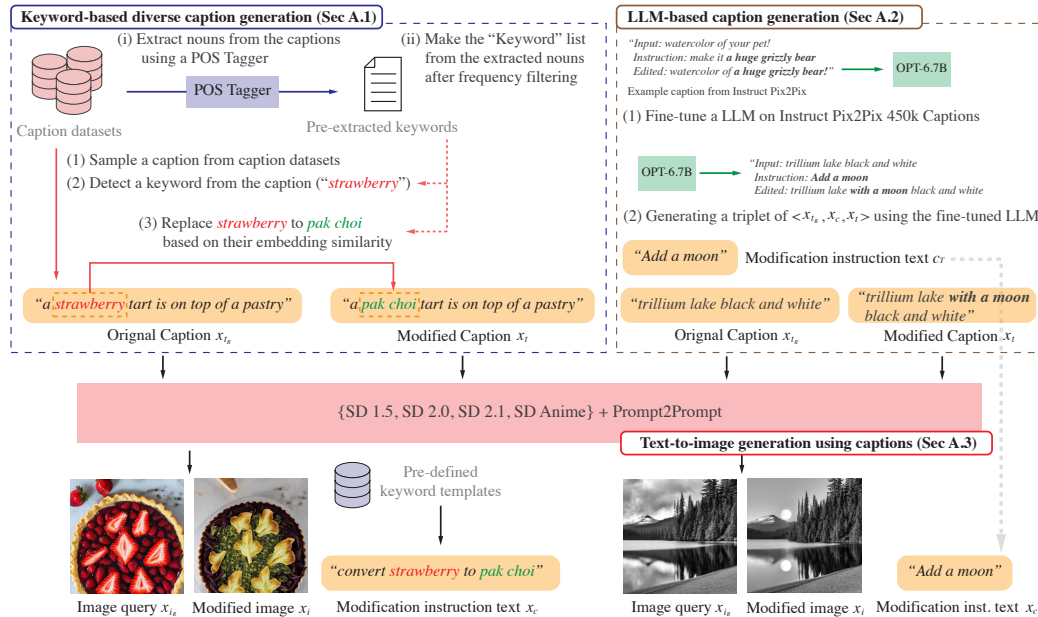 Keyword-based diverse caption generation (Sec A.1)
(i) Extract nouns from the captions
using a POS Tagger
(ii) Make the “Keyword” list
from the extracted nouns
after frequency filtering
POS Tagger
Caption datasets
Pre-extracted keywords
(1) Sample a caption from caption datasets
(2) Detect a keyword from the caption (“strawberry”)
(3) Replace strawberry to pak choi
based on their embedding similarity
“a strawberry tart is on top of a pastry”
“a pak choi tart is on top of a pastry”
Orignal Caption x_{t_R}
Modified Caption x_t
LLM-based caption generation (Sec A.2)
“Input: watercolor of your pet!
Instruction: make it a huge grizzly bear
Edited: watercolor of a huge grizzly bear!”
Example caption from Instruct Pix2Pix
OPT-6.7B
(1) Fine-tune a LLM on Instruct Pix2Pix 450k Captions
OPT-6.7B
“Input: trillium lake black and white
Instruction: Add a moon
Edited: trillium lake with a moon black and white
(2) Generating a triplet of <x_{t_R}, x_c, x_t> using the fine-tuned LLM
“Add a moon”
Modification instruction text c_T
“trillium lake black and white”
“trillium lake with a moon
black and white”
Orignal Caption x_{t_R}
Modified Caption x_t
{SD 1.5, SD 2.0, SD 2.1, SD Anime} + Prompt2Prompt
Text-to-image generation using captions (Sec A.3)
Pre-defined
keyword templates
“convert strawberry to pak choi”
“Add a moon”
Image query x_{i_R}
Modified image x_i
Modification instruction text x_c
Image query x_{i_R}
Modified image x_i
Modification inst. text x_c